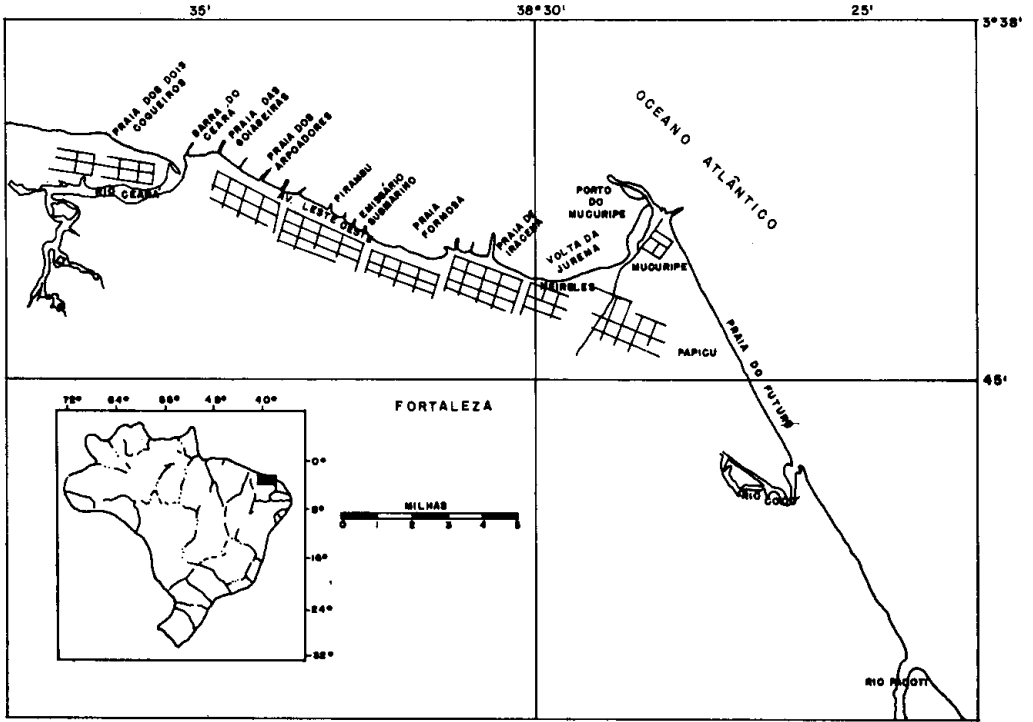 35'
38°30'
25'
3°38'
PRAIA DOS DOIS
COQUEIROS
BARRA DO
CEARÁ
PRAIA DAS
GOIABEIRAS
PRAIA DOS
ARPOADORES
PIRAMBU
EMISSÁRIO
SUBMARINO
PRAIA
FORMOSA
PRAIA DE
IRACEMA
VOLTA DA
JUREMA
PORTO
DO
MUCURIPE
OCEANO ATLÂNTICO
RIO CEARÁ
AV. LESTE OESTE
MEIRELES
MUCURIPE
PAPICU
PRAIA DO FUTURO
45'
FORTALEZA
72° 64° 56° 48° 40°
0°
8°
16°
24°
32°
MILHAS
0 1 2 3 4 5
RIO COCÓ
RIO PACOTI